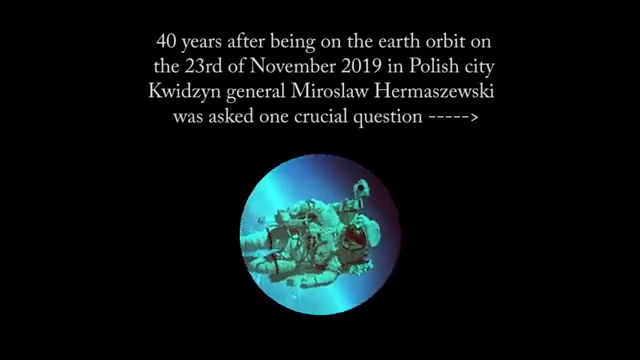 40 years after being on the earth orbit on
the 23rd of November 2019 in Polish city
Kwidzyn general Miroslaw Hermaszewski
was asked one crucial question ----->